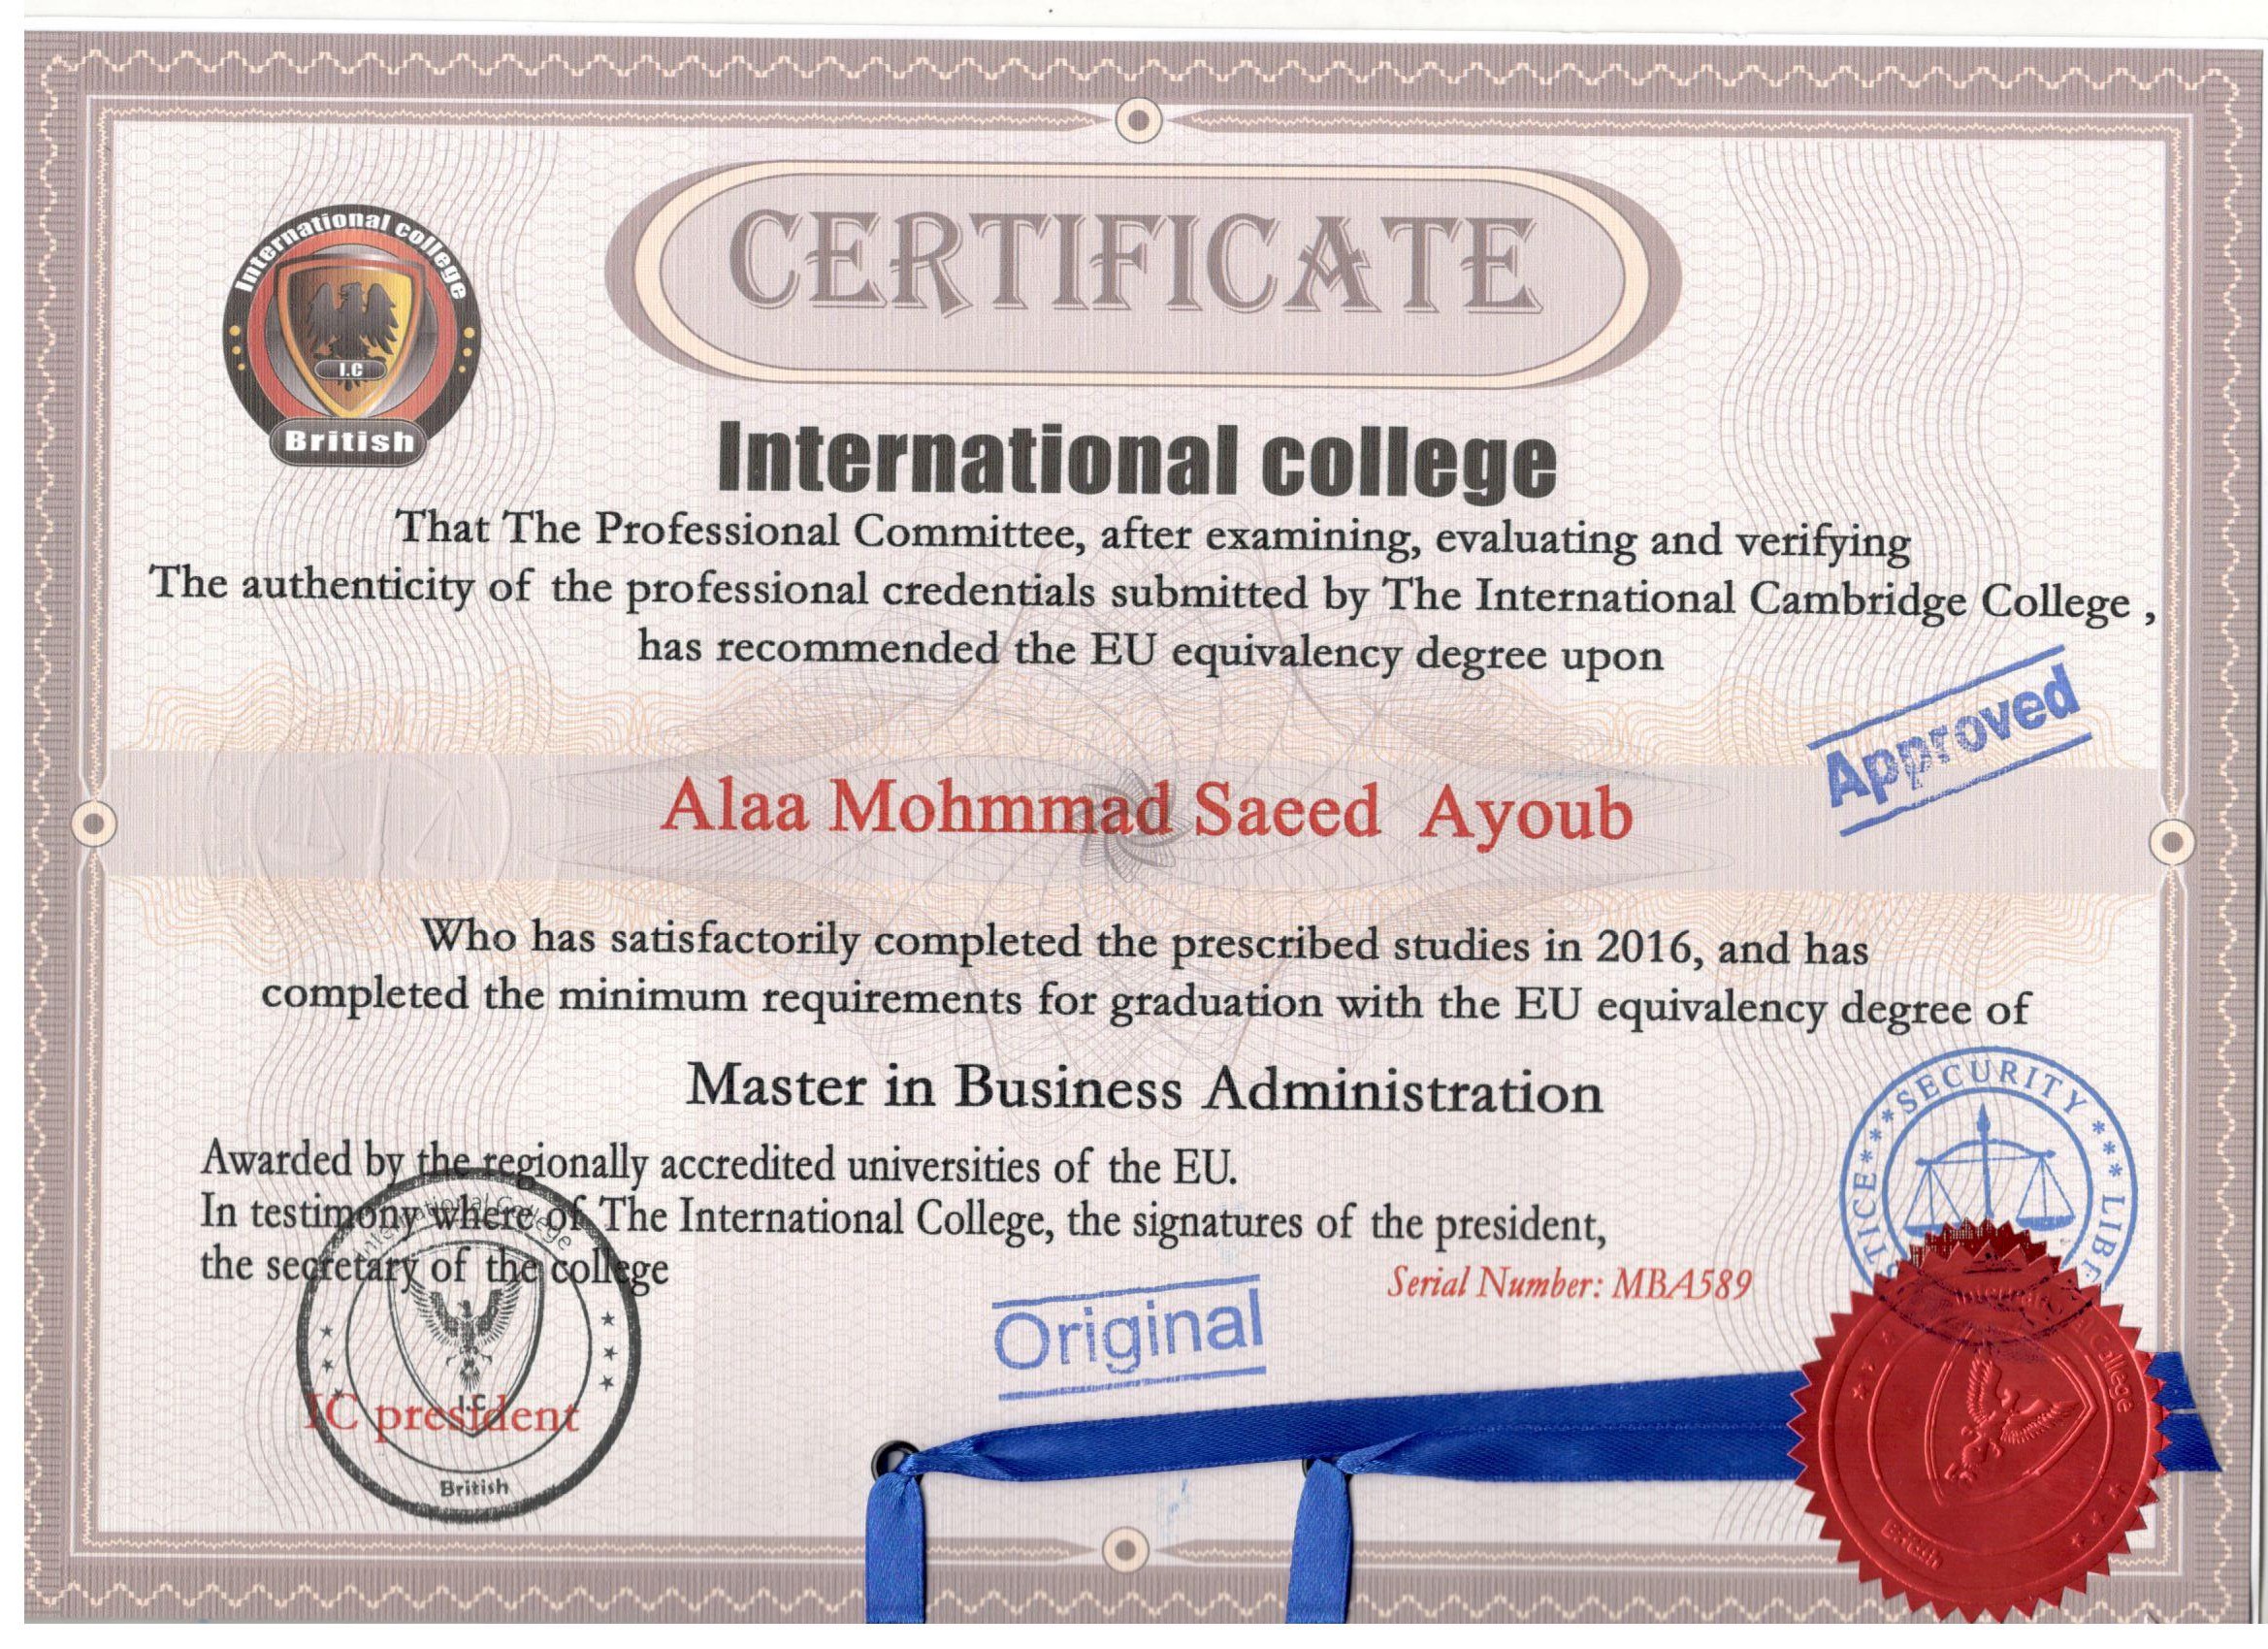 International college
I.C
British
CERTIFICATE
International college
That The Professional Committee, after examining, evaluating and verifying
The authenticity of the professional credentials submitted by The International Cambridge College ,
has recommended the EU equivalency degree upon
Approved
Alaa Mohmmad Saeed Ayoub
Who has satisfactorily completed the prescribed studies in 2016, and has
completed the minimum requirements for graduation with the EU equivalency degree of
Master in Business Administration
SECURITY
Awarded by the regionally accredited universities of the EU.
In testimony where of The International College, the signatures of the president,
the secretary of the college
Serial Number: MBA589
Original
International College
I.C
IC president
British
College
British